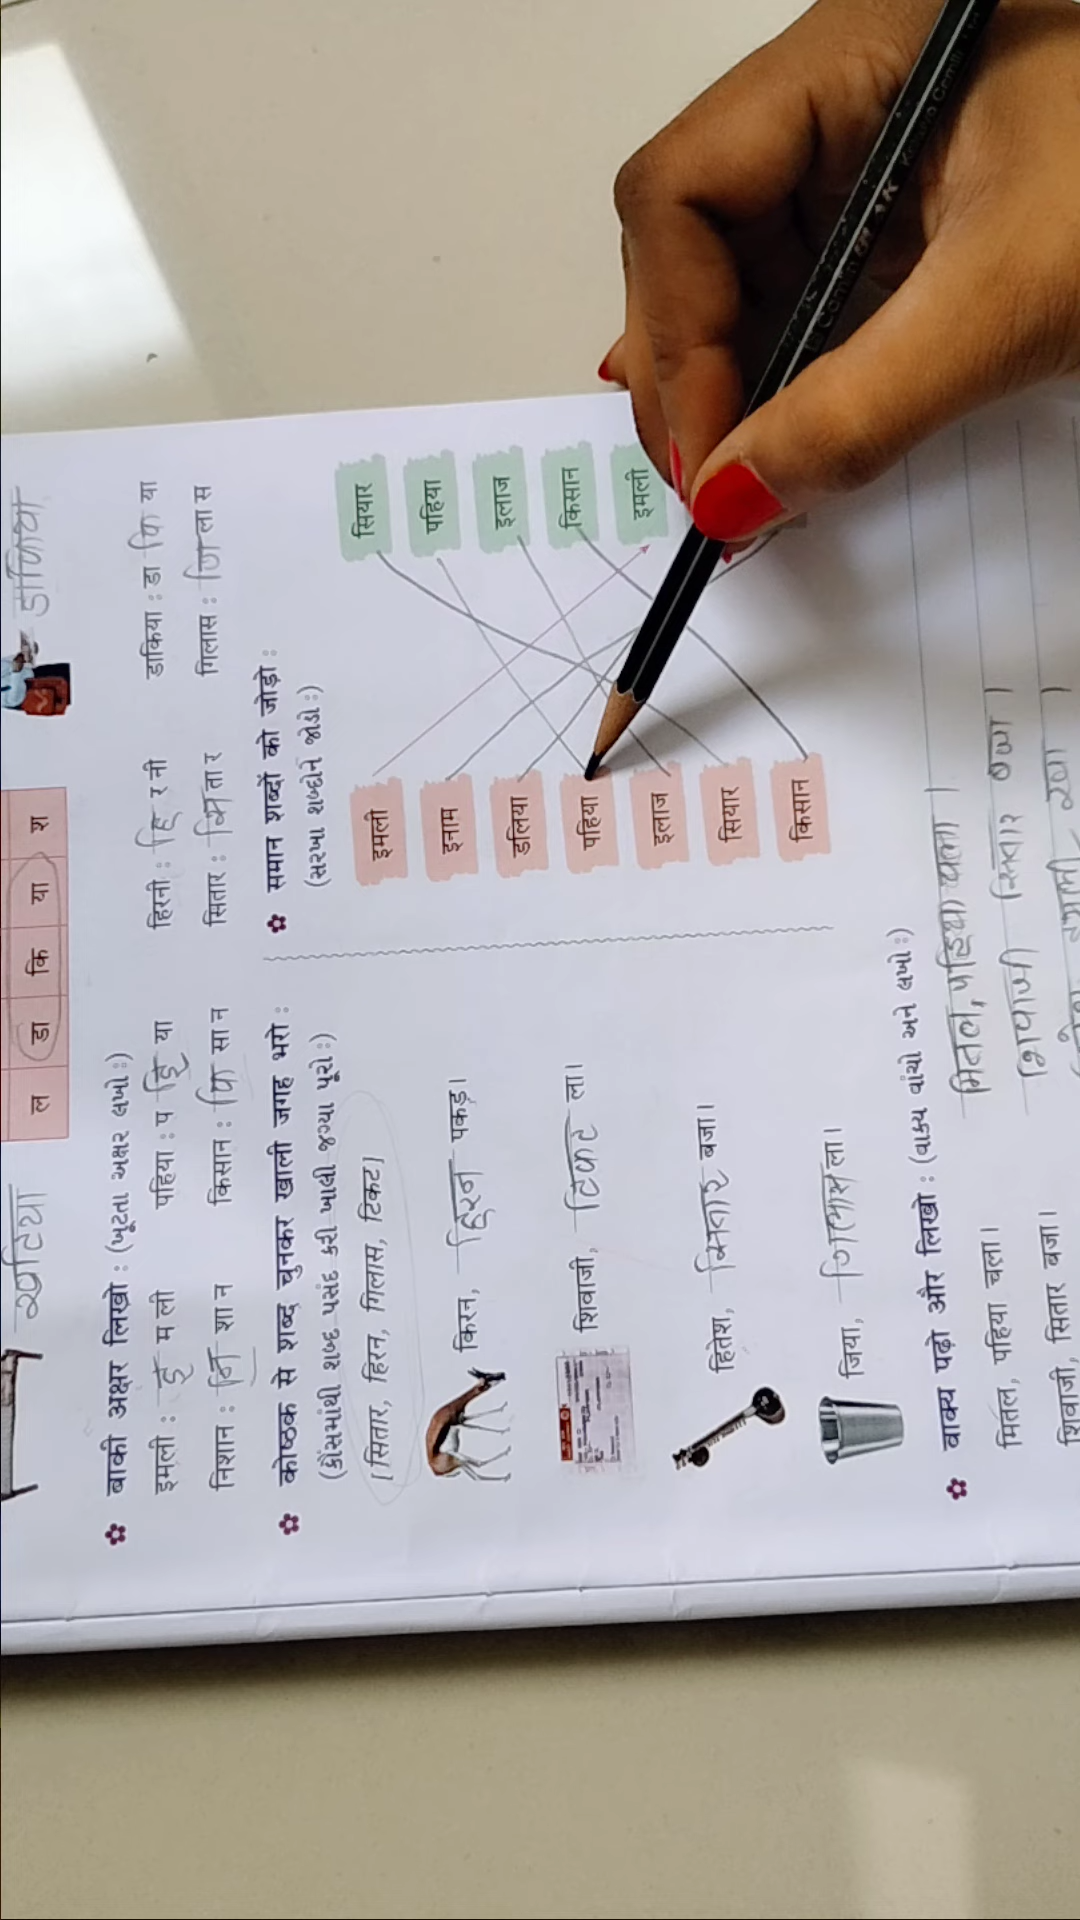 खटिया
डाकिया
ल डा कि या श
बाकी अक्षर लिखो : (ખૂટતા અક્ષર લખો :)
इमली : इ म ली पहिया : प हि या हिरनी : हि र नी डाकिया : डा कि या
निशान : नि शा न किसान : कि सा न सितार : सि ता र गिलास : गि ला स
कोष्ठक से शब्द चुनकर खाली जगह भरो :
(કૌંસમાંથી શબ્દ પસંદ કરી ખાલી જગ્યા પૂરો :)
[सितार, हिरन, गिलास, टिकट]
किरन, हिरन पकड़।
शिवाजी, टिकट ला।
हितेश, सितार बजा।
जिया, गिलास ला।
समान शब्दों को जोड़ो :
(સરખા શબ્દોને જોડો :)
इमली सियार
इनाम पहिया
डलिया इलाज
पहिया किसान
इलाज इमली
सियार
किसान
वाक्य पढ़ो और लिखो : (વાક્ય વાંચો અને લખો :)
मितल, पहिया चला। मितल, पहिया चला।
शिवाजी, सितार बजा। शिवाजी सितार बजा।